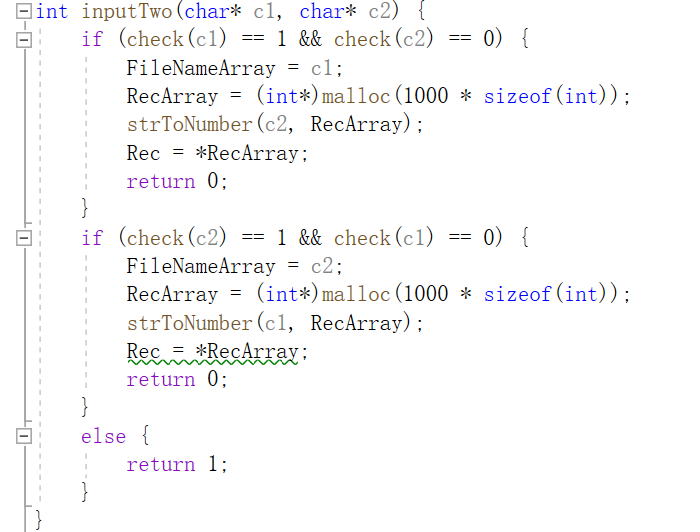 int inputTwo(char* c1, char* c2) {
    if (check(c1) == 1 && check(c2) == 0) {
        FileNameArray = c1;
        RecArray = (int*)malloc(1000 * sizeof(int));
        strToNumber(c2, RecArray);
        Rec = *RecArray;
        return 0;
    }
    if (check(c2) == 1 && check(c1) == 0) {
        FileNameArray = c2;
        RecArray = (int*)malloc(1000 * sizeof(int));
        strToNumber(c1, RecArray);
        Rec = *RecArray;
        return 0;
    }
    else {
        return 1;
    }
}